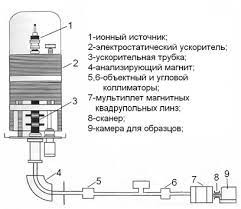 1-ионный источник;
2-электростатический ускоритель;
3-ускорительная трубка;
4-анализирующий магнит;
5,6-объектный и угловой
коллиматоры;
7-мультиплет магнитных
квадрупольных линз;
8-сканер;
9-камера для образцов;
1
2
3
4
5
6
7
8
9